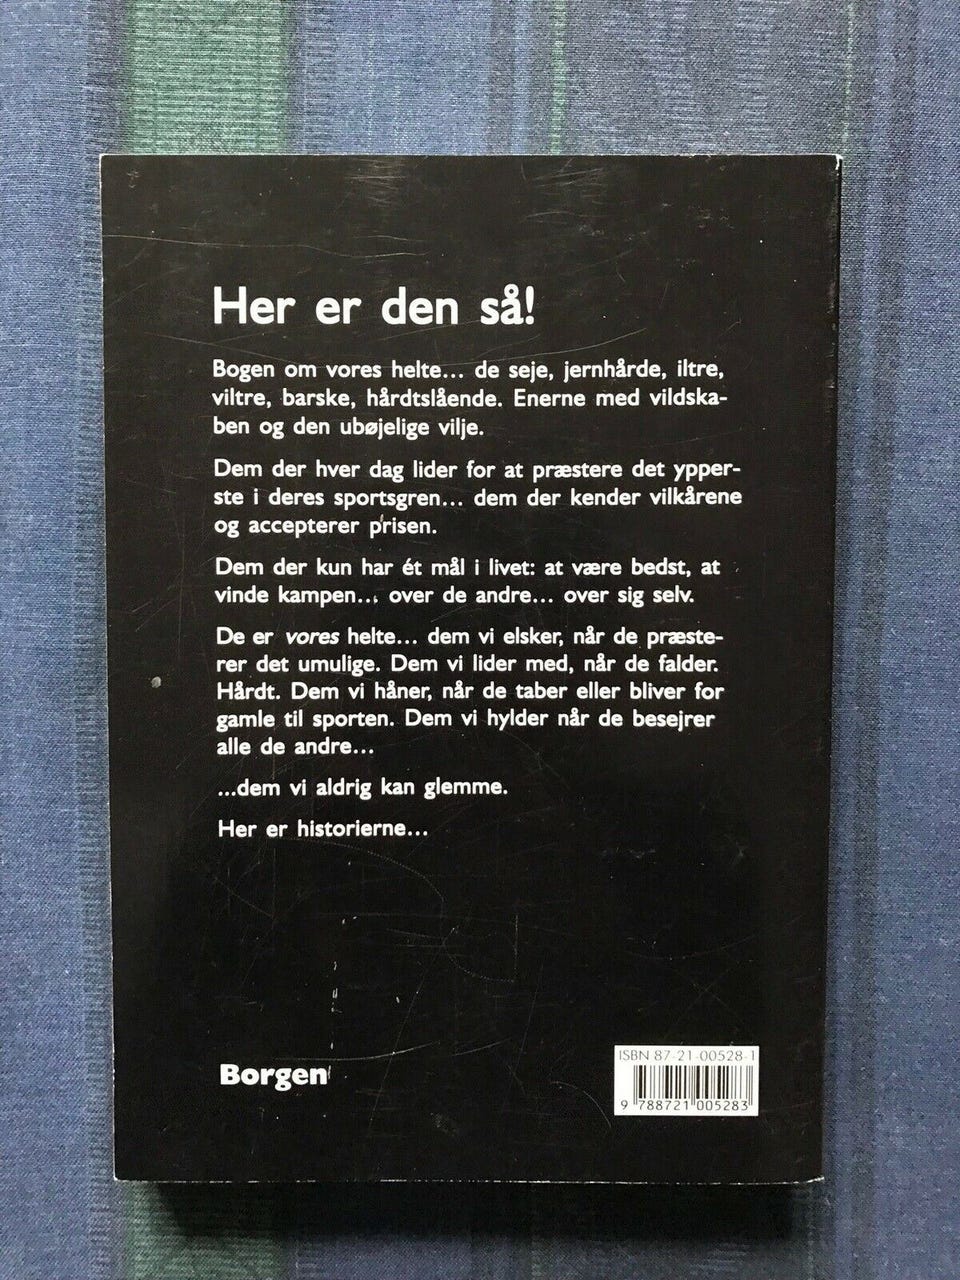 Her er den så!
Bogen om vores helte... de seje, jernhårde, iltre,
viltre, barske, hårdtslående. Enerne med vildska-
ben og den ubøjelige vilje.
Dem der hver dag lider for at præstere det ypper-
ste i deres sportsgren... dem der kender vilkårene
og accepterer prisen.
Dem der kun har ét mål i livet: at være bedst, at
vinde kampen... over de andre... over sig selv.
De er vores helte... dem vi elsker, når de præste-
rer det umulige. Dem vi lider med, når de falder.
Hårdt. Dem vi håner, når de taber eller bliver for
gamle til sporten. Dem vi hylder når de besejrer
alle de andre...
...dem vi aldrig kan glemme.
Her er historierne...
Borgen
ISBN 87-21-00528-1
9 788721 005283